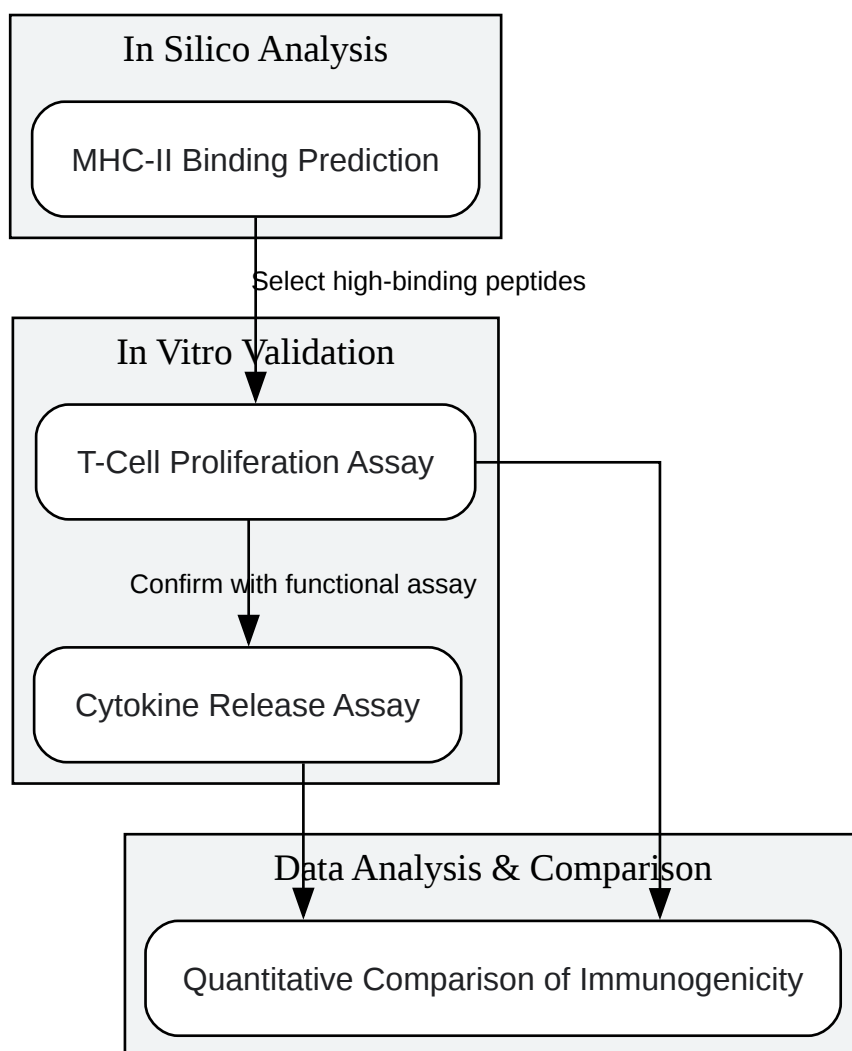 In Silico Analysis
MHC-II Binding Prediction
Select high-binding peptides
In Vitro Validation
T-Cell Proliferation Assay
Confirm with functional assay
Cytokine Release Assay
Data Analysis & Comparison
Quantitative Comparison of Immunogenicity